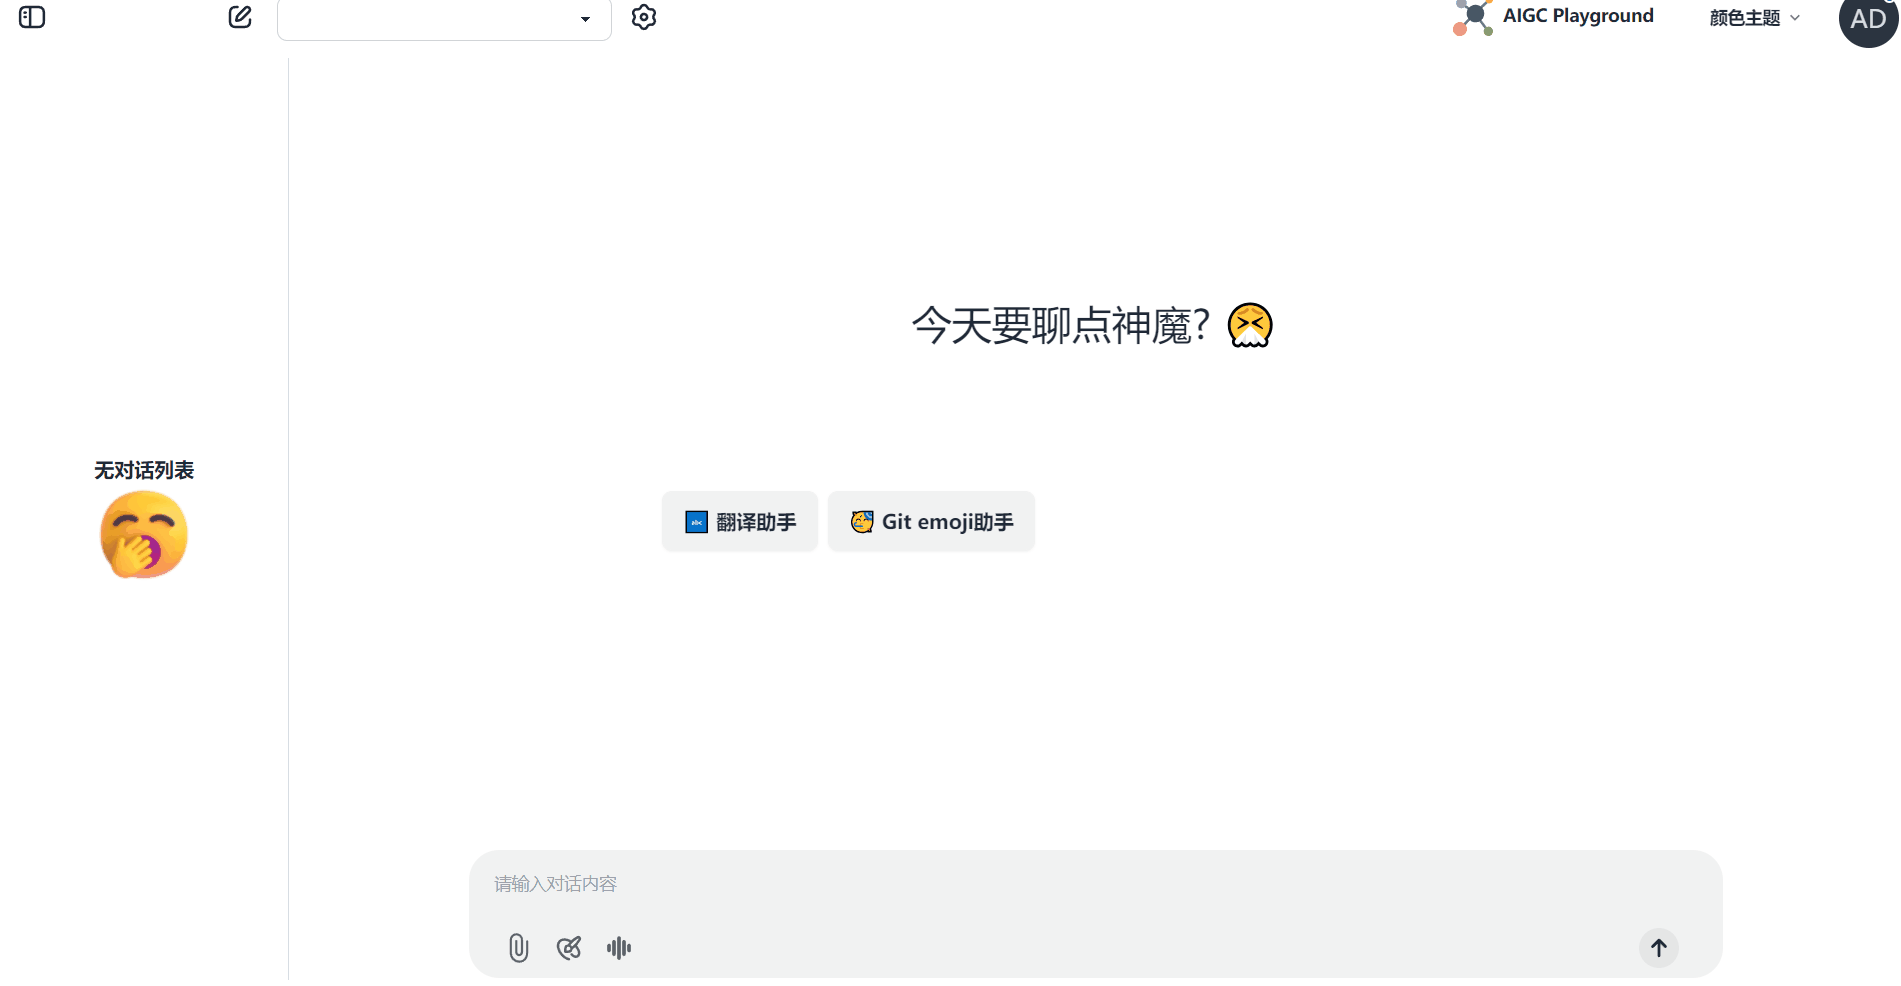 AIGC Playground
颜色主题
AD
今天要聊点神魔?
无对话列表
翻译助手
Git emoji助手
请输入对话内容